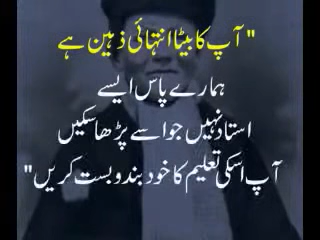 "آپ کا بیٹا انتہائی ذہین ہے
ہمارے پاس ایسے
استاد نہیں جو اسے پڑھا سکیں
آپ اسکی تعلیم کا خود بندوبست کریں"